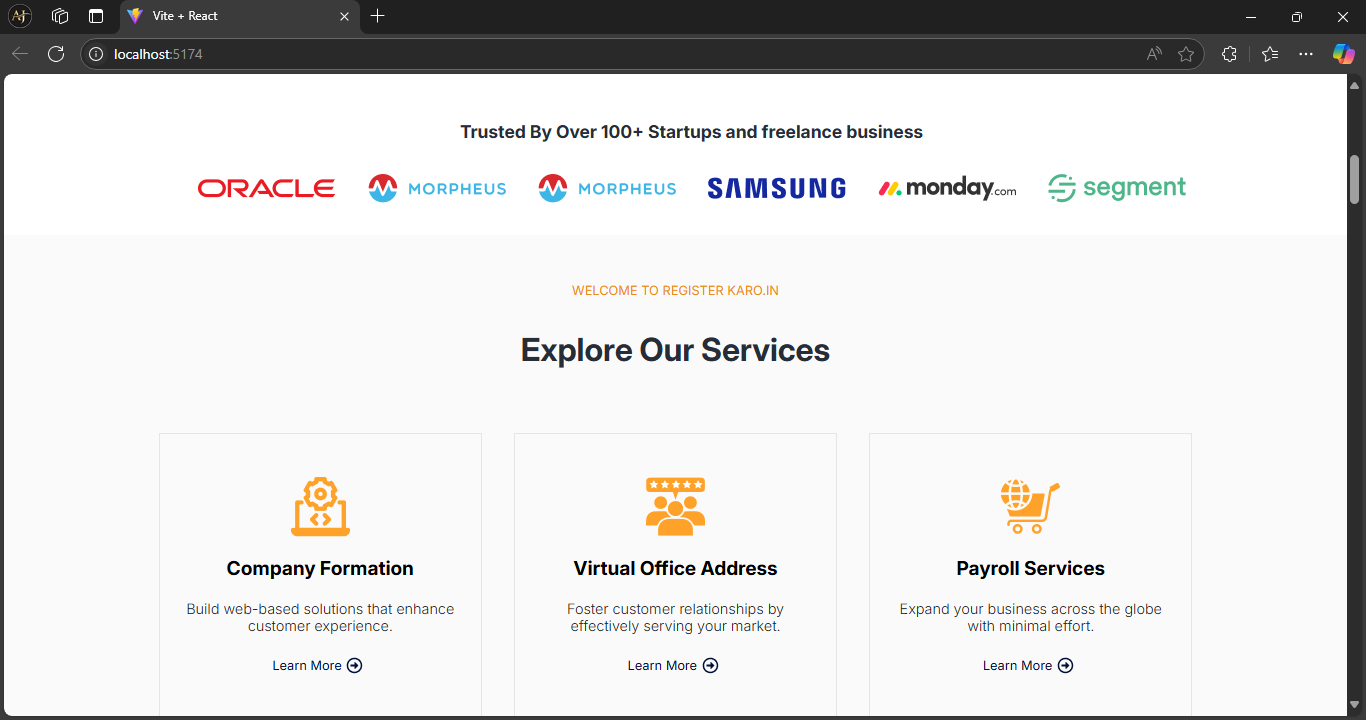 Vite + React
localhost:5174
Trusted By Over 100+ Startups and freelance business
ORACLE MORPHEUS MORPHEUS SAMSUNG monday.com segment
WELCOME TO REGISTER KARO.IN
Explore Our Services
Company Formation
Build web-based solutions that enhance
customer experience.
Learn More
Virtual Office Address
Foster customer relationships by
effectively serving your market.
Learn More
Payroll Services
Expand your business across the globe
with minimal effort.
Learn More